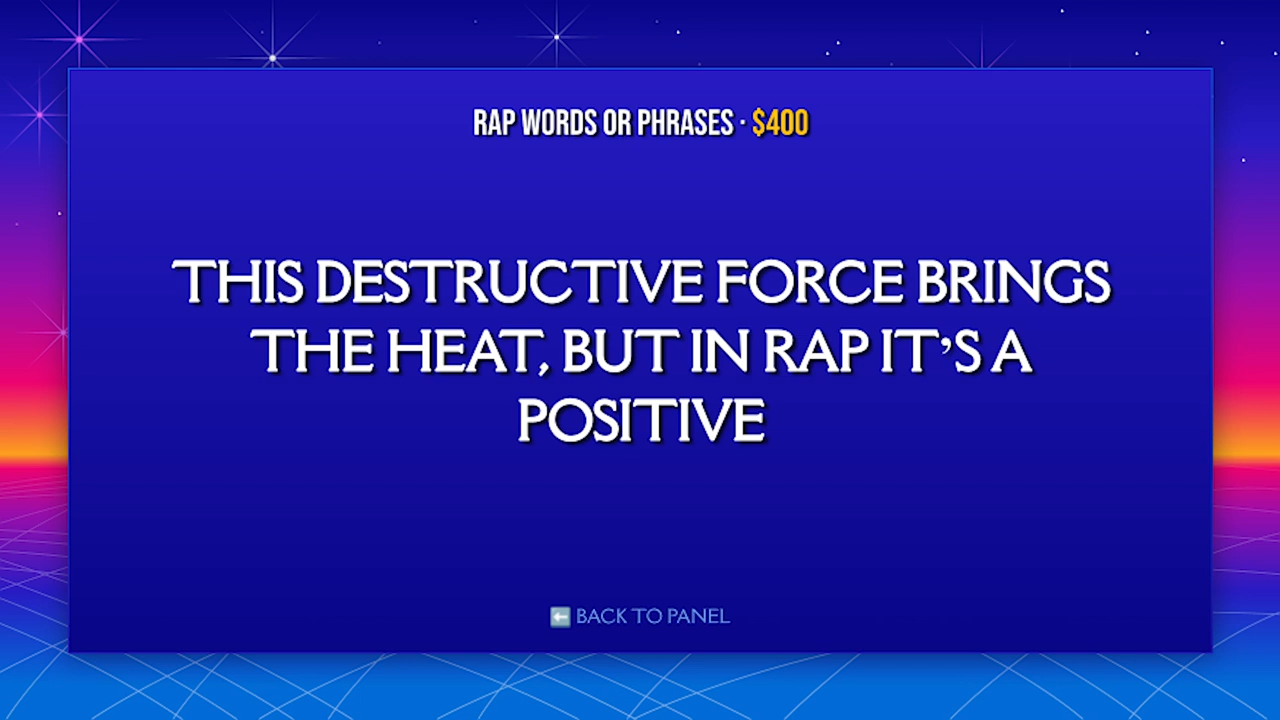 RAP WORDS OR PHRASES · $400
THIS DESTRUCTIVE FORCE BRINGS
THE HEAT, BUT IN RAP IT’S A
POSITIVE
⬅ BACK TO PANEL